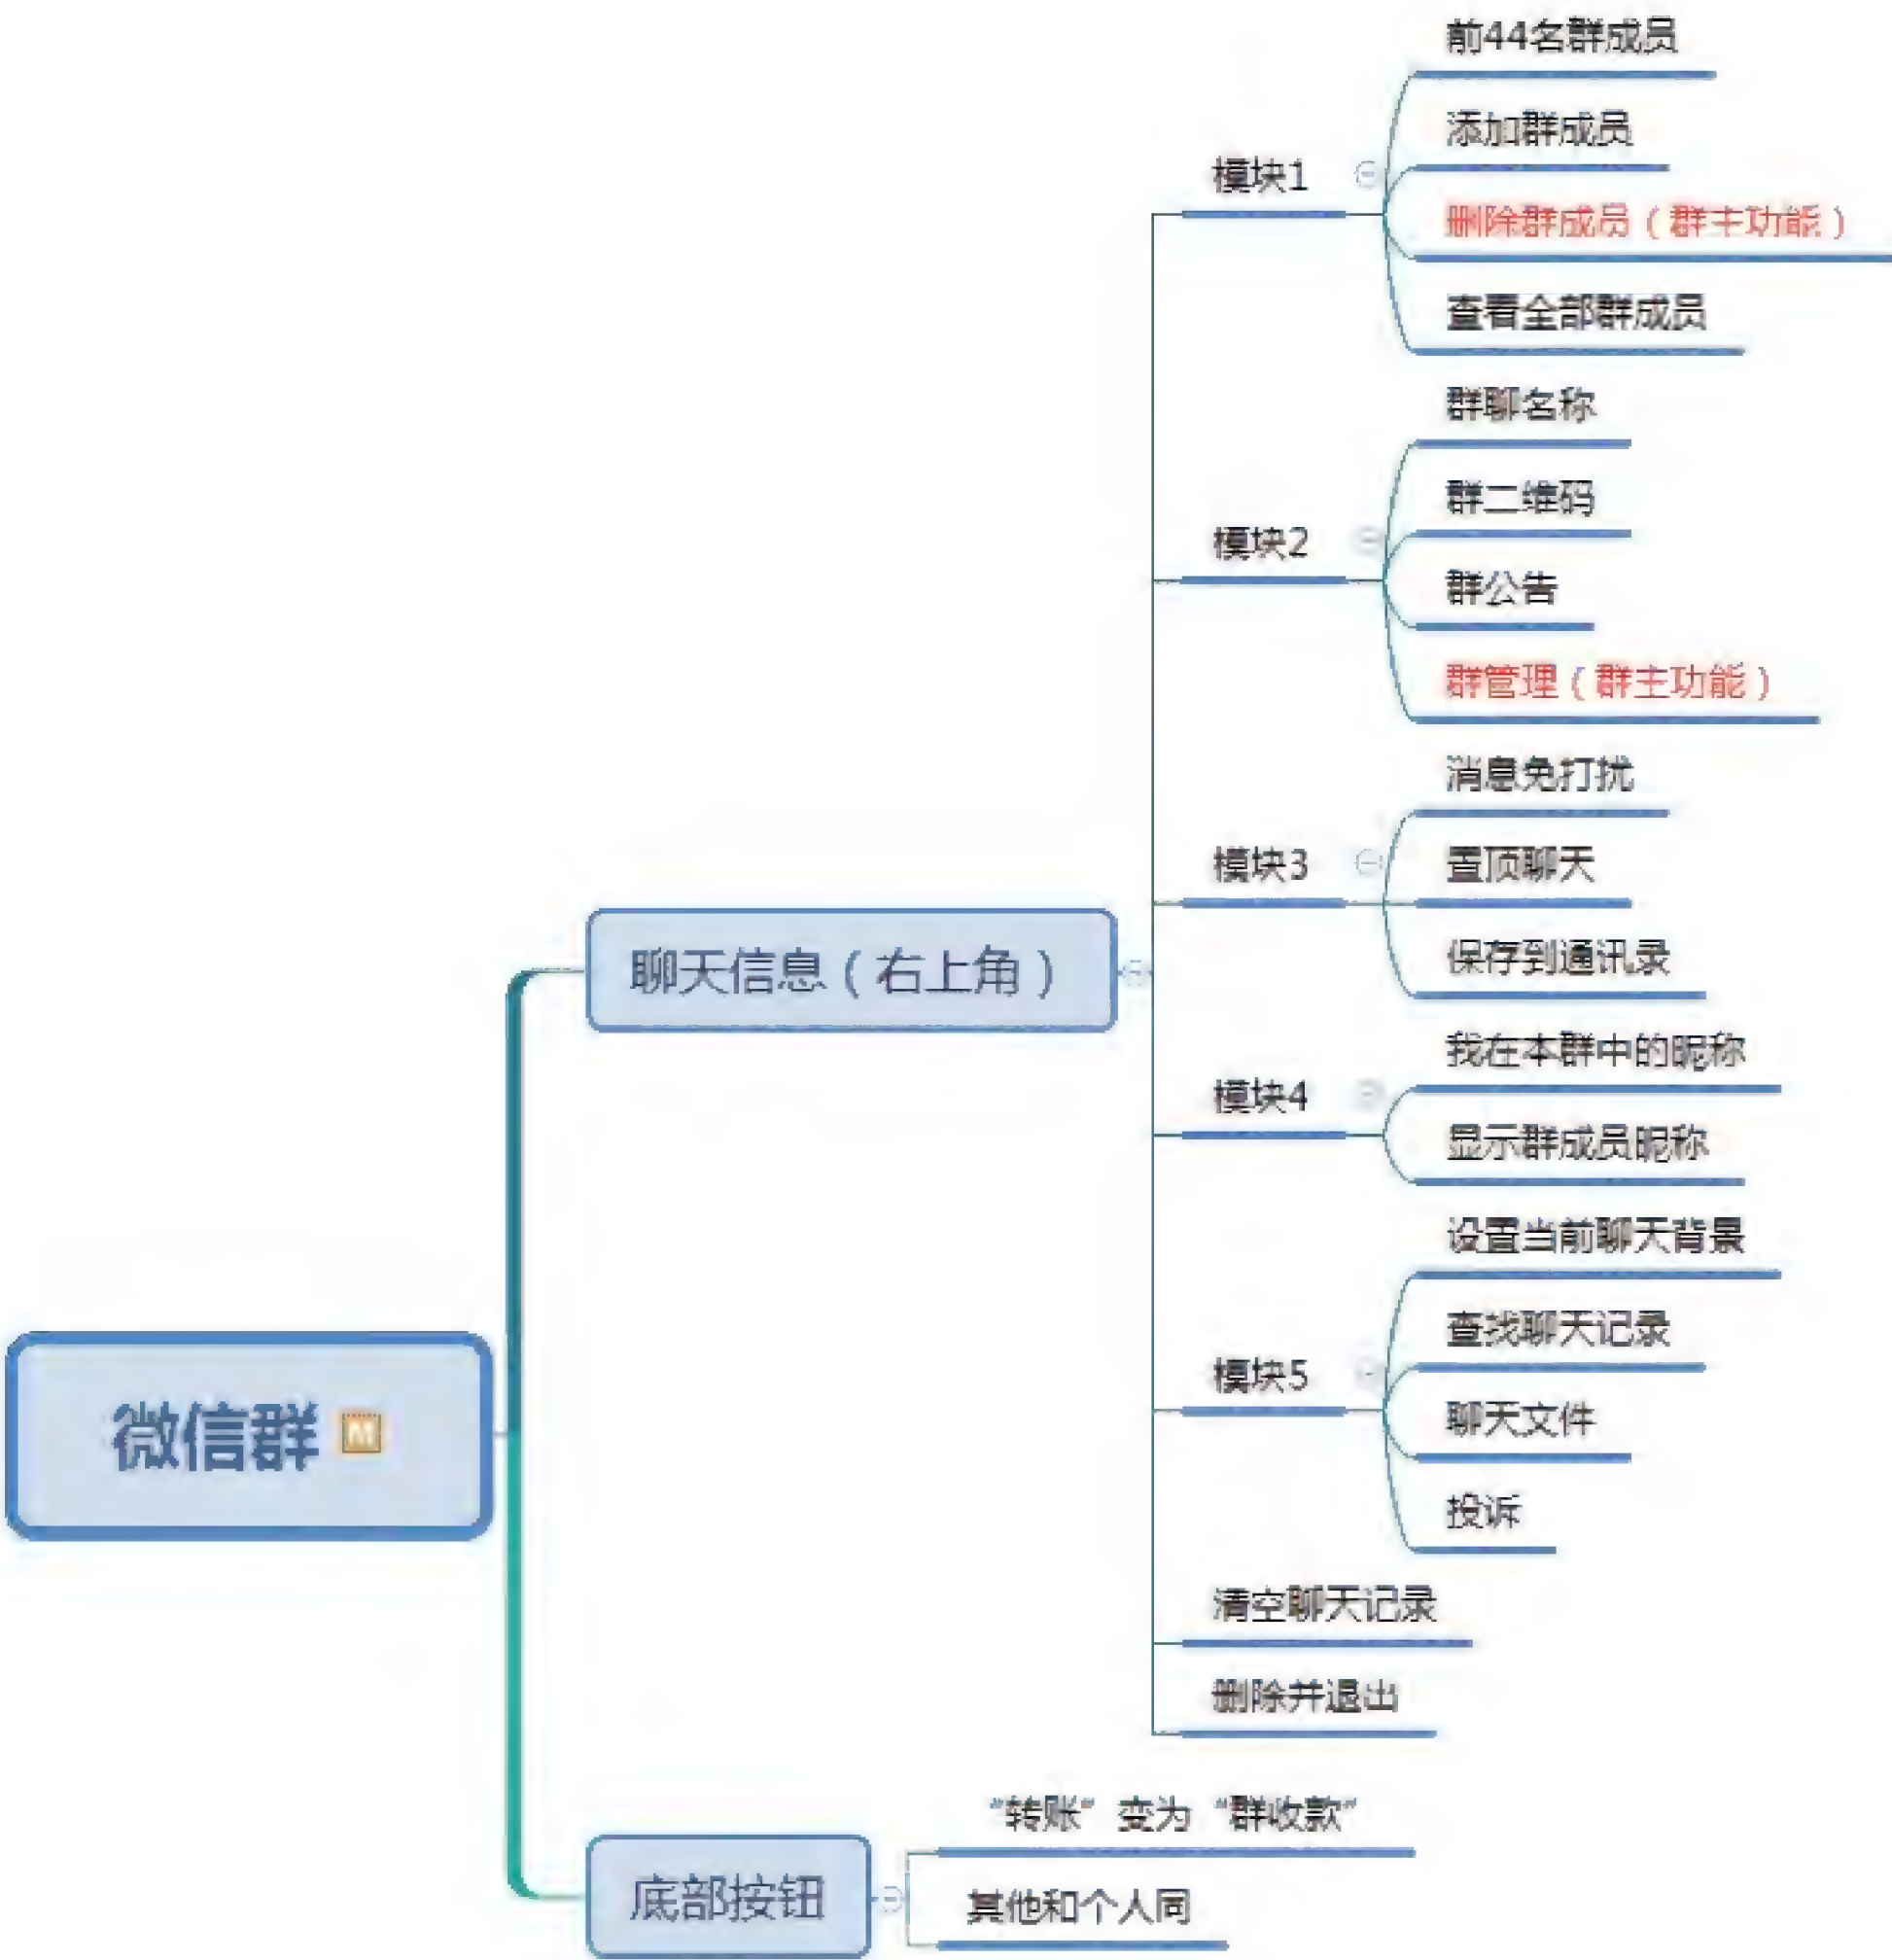 微信群
聊天信息（右上角）
模块1
前44名群成员
添加群成员
删除群成员（群主功能）
查看全部群成员
模块2
群聊名称
群二维码
群公告
群管理（群主功能）
模块3
消息免打扰
置顶聊天
保存到通讯录
模块4
我在本群中的昵称
显示群成员昵称
模块5
设置当前聊天背景
查找聊天记录
聊天文件
投诉
清空聊天记录
删除并退出
底部按钮
“转账”变为“群收款”
其他和个人同